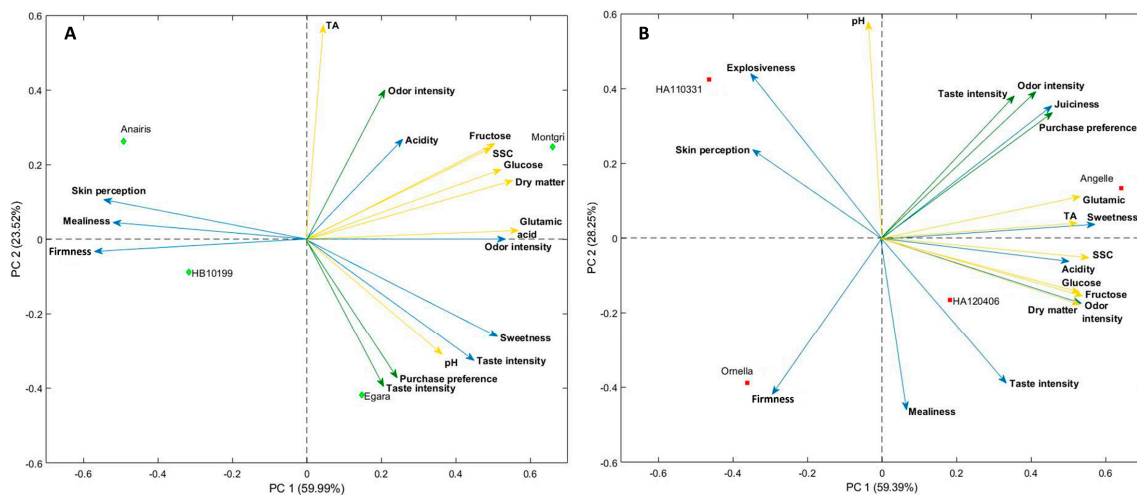 A
TA
0.4
Odor intensity
Anairis
Acidity
Fructose
Montgri
SSC
0.2
Glucose
Skin perception
Dry matter
Mealiness
Glutamic
acid
0
Odor intensity
Firmness
HB10199
-0.2
Sweetness
pH
Taste intensity
Purchase preference
-0.4
Taste intensity
Egara
-0.6
-0.6
-0.4
-0.2
0
0.2
0.4
0.6
PC 1 (59.99%)
PC 2 (23.52%)
0.6
B
pH
Explosiveness
HA110331
0.4
Odor intensity
Taste intensity
Juiciness
Purchase preference
Skin perception
0.2
Angelle
Glutamic
TA
Sweetness
0
SSC
Acidity
Glucose
Fructose
HA120406
Dry matter
Odor
intensity
-0.2
Ornella
Taste intensity
-0.4
Firmness
Mealiness
-0.6
-0.6
-0.4
-0.2
0
0.2
0.4
0.6
PC 1 (59.39%)
PC 2 (28.25%)